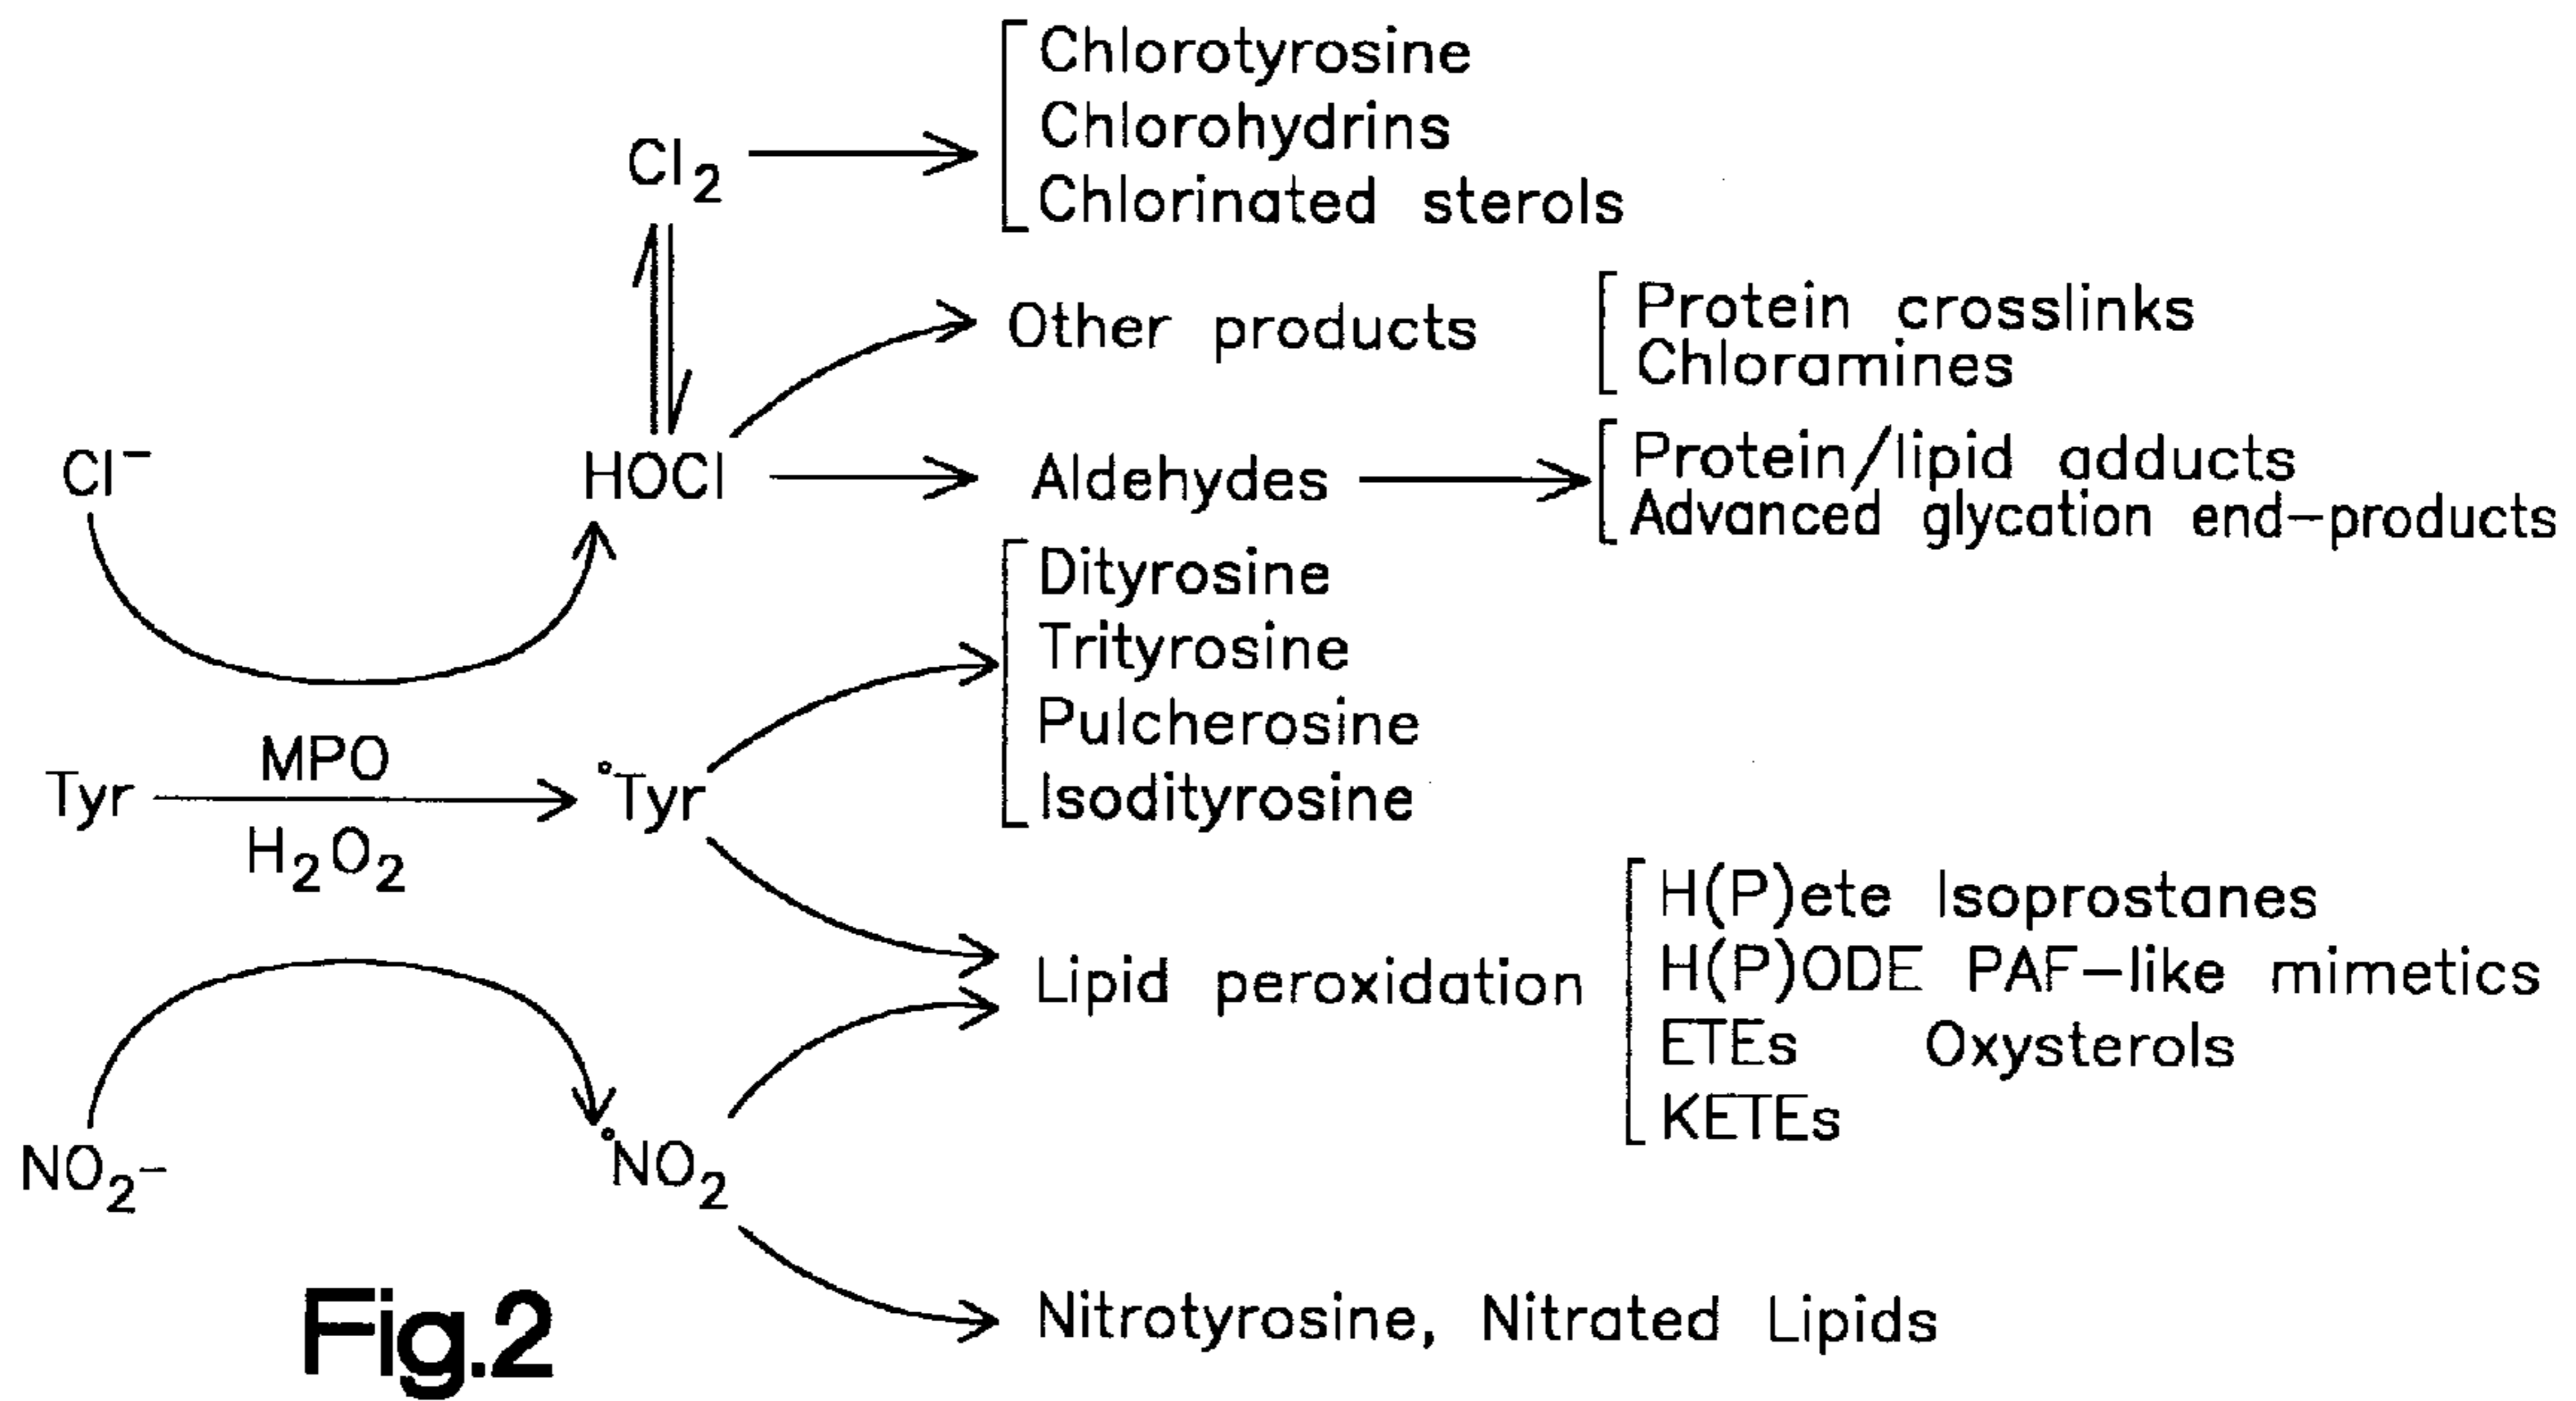 Chlorotyrosine
Chlorohydrins
Chlorinated sterols
Cl2
Other products
Protein crosslinks
Chloramines
Cl−
HOCl
Aldehydes
Protein/lipid adducts
Advanced glycation end−products
Dityrosine
Trityrosine
Pulcherosine
Isodityrosine
MPO
Tyr
°Tyr
H2O2
Lipid peroxidation
H(P)ete Isoprostanes
H(P)ODE PAF−like mimetics
ETEs Oxysterols
KETEs
NO2−
°NO2
Nitrotyrosine, Nitrated Lipids
Fig.2